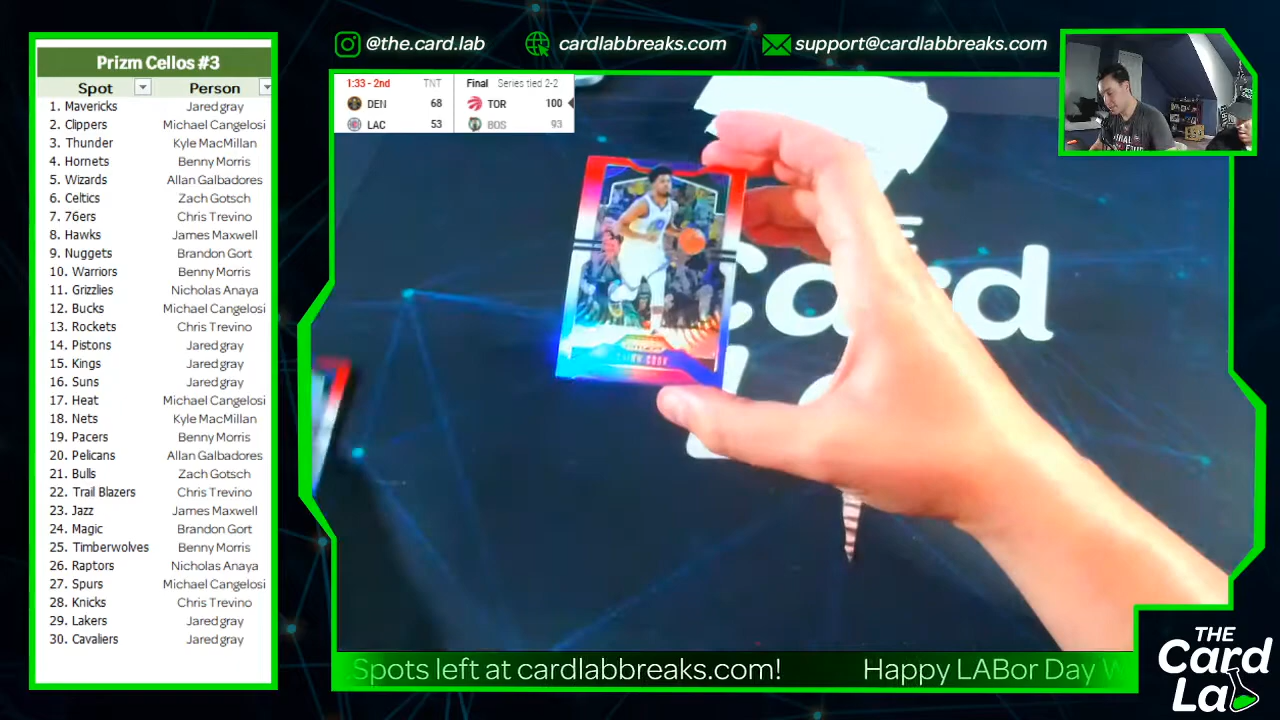 @the.card.lab
cardlabbreaks.com
support@cardlabbreaks.com
Prizm Cellos #3
Spot Person
1. Mavericks Jared gray
2. Clippers Michael Cangelosi
3. Thunder Kyle MacMillan
4. Hornets Benny Morris
5. Wizards Allan Galbadores
6. Celtics Zach Gotsch
7. 76ers Chris Trevino
8. Hawks James Maxwell
9. Nuggets Brandon Gort
10. Warriors Benny Morris
11. Grizzlies Nicholas Anaya
12. Bucks Michael Cangelosi
13. Rockets Chris Trevino
14. Pistons Jared gray
15. Kings Jared gray
16. Suns Jared gray
17. Heat Michael Cangelosi
18. Nets Kyle MacMillan
19. Pacers Benny Morris
20. Pelicans Allan Galbadores
21. Bulls Zach Gotsch
22. Trail Blazers Chris Trevino
23. Jazz James Maxwell
24. Magic Brandon Gort
25. Timberwolves Benny Morris
26. Raptors Nicholas Anaya
27. Spurs Michael Cangelosi
28. Knicks Chris Trevino
29. Lakers Jared gray
30. Cavaliers Jared gray
1:33 - 2nd TNT
DEN 68
LAC 53
Final Series tied 2-2
TOR 100
BOS 93
Card
Spots left at cardlabbreaks.com! Happy LABor Day W
THE
Card
La